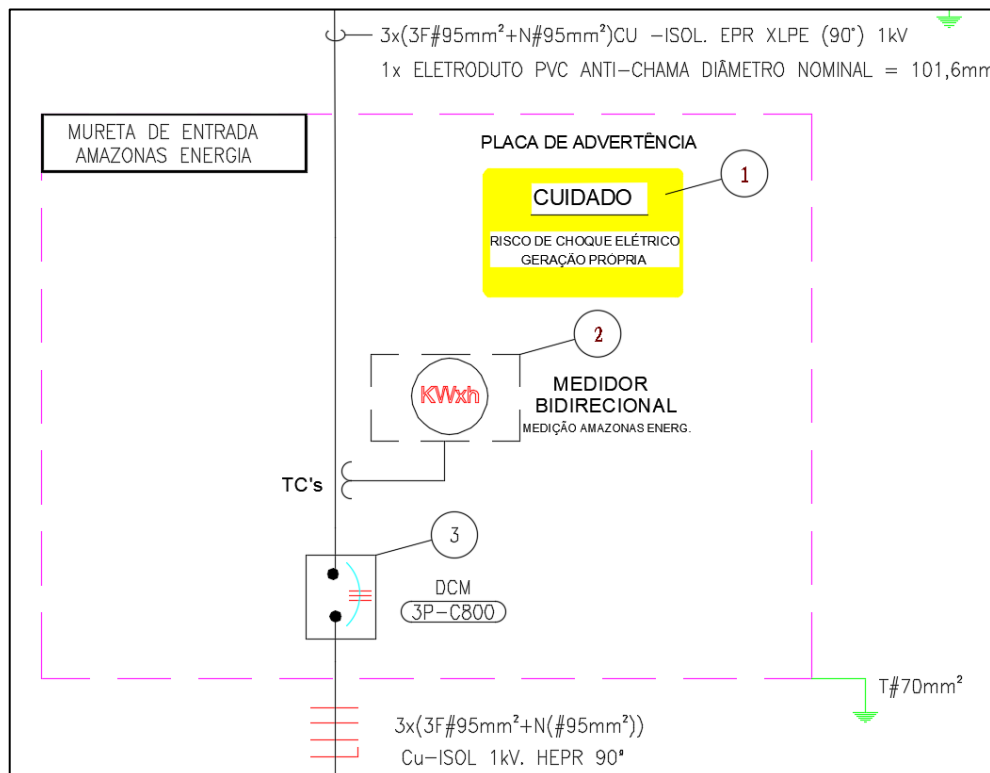 3x(3F#95mm²+N#95mm²)CU -ISOL. EPR XLPE (90°) 1kV
1x ELETRODUTO PVC ANTI-CHAMA DIÂMETRO NOMINAL = 101,6mm
MURETA DE ENTRADA
AMAZONAS ENERGIA
PLACA DE ADVERTÊNCIA
1
CUIDADO
RISCO DE CHOQUE ELÉTRICO
GERAÇÃO PRÓPRIA
2
KWxh
MEDIDOR
BIDIRECIONAL
MEDIÇÃO AMAZONAS ENERG.
TC's
3
DCM
3P-C800
T#70mm²
3x(3F#95mm²+N(#95mm²))
Cu-ISOL 1kV. HEPR 90°